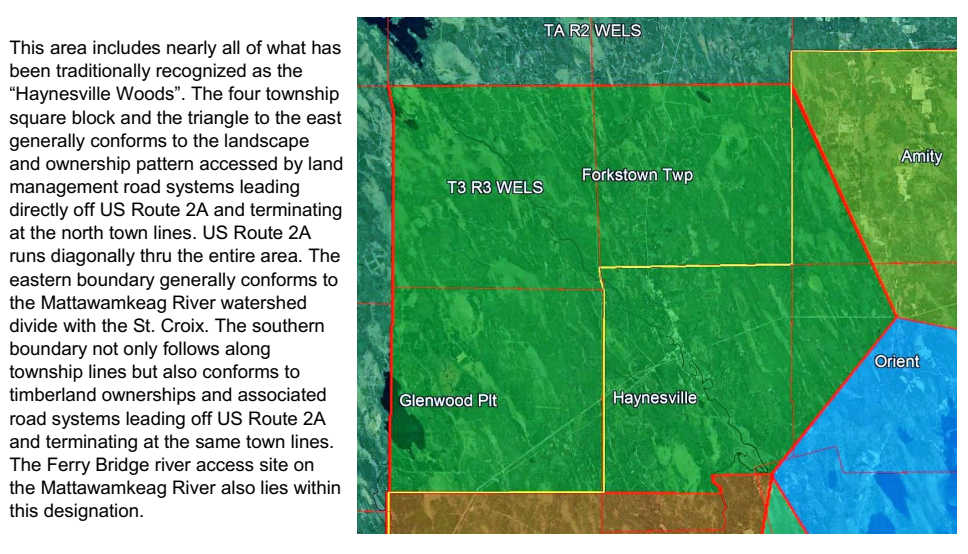 This area includes nearly all of what has
been traditionally recognized as the
“Haynesville Woods”. The four township
square block and the triangle to the east
generally conforms to the landscape
and ownership pattern accessed by land
management road systems leading
directly off US Route 2A and terminating
at the north town lines. US Route 2A
runs diagonally thru the entire area. The
eastern boundary generally conforms to
the Mattawamkeag River watershed
divide with the St. Croix. The southern
boundary not only follows along
township lines but also conforms to
timberland ownerships and associated
road systems leading off US Route 2A
and terminating at the same town lines.
The Ferry Bridge river access site on
the Mattawamkeag River also lies within
this designation.
TA R2 WELS
Amity
Forkstown Twp
T3 R3 WELS
Orient
Haynesville
Glenwood Plt